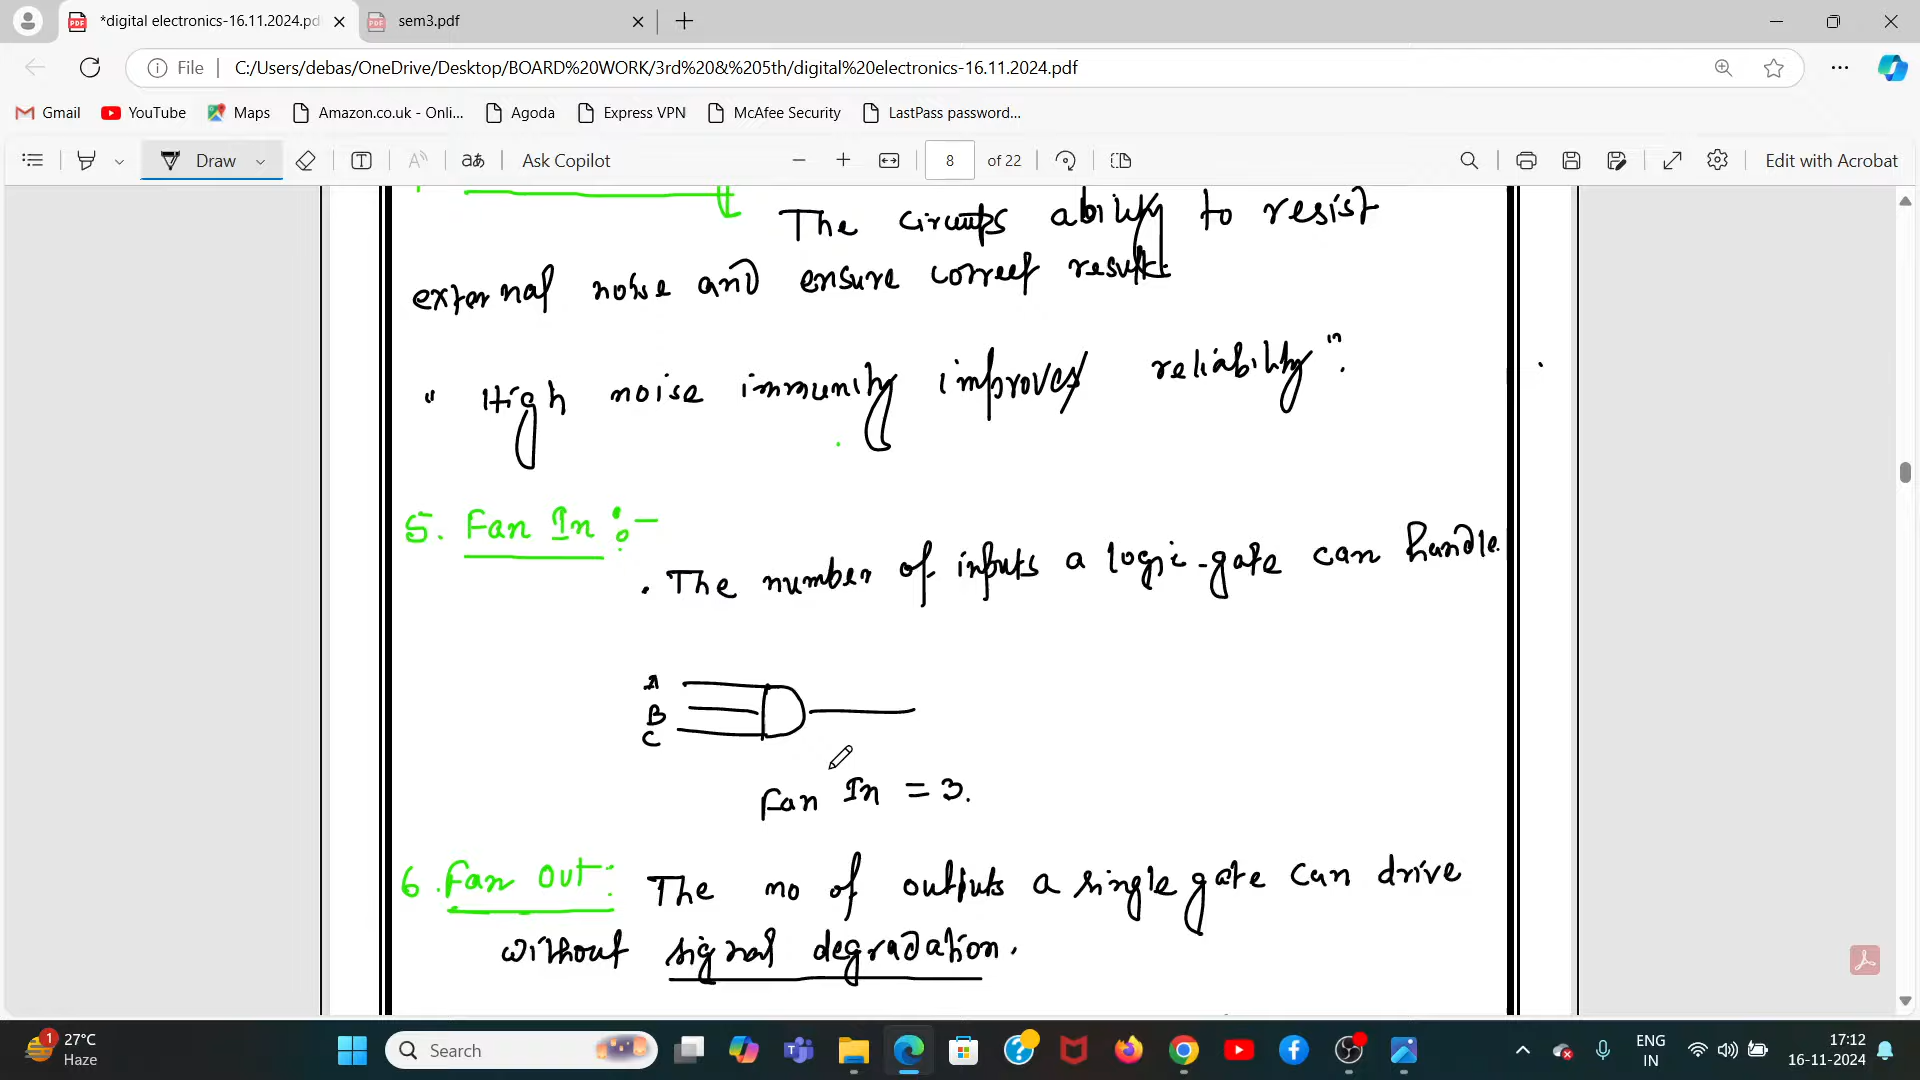 *digital electronics-16.11.2024.pd
sem3.pdf
File
C:/Users/debas/OneDrive/Desktop/BOARD%20WORK/3rd%20&%205th/digital%20electronics-16.11.2024.pdf
Gmail
YouTube
Maps
Amazon.co.uk - Onli...
Agoda
Express VPN
McAfee Security
LastPass password...
Draw
Ask Copilot
8
of 22
Edit with Acrobat
The circuits ability to resist
external noise and ensure correct result.
" High noise immunity improves reliability".
5. Fan In :-
. The number of inputs a logic-gate can handle.
A
B
C
Fan In = 3.
6. Fan Out: The no of outputs a single gate can drive
without signal degradation.
1
27°C
Haze
Search
ENG
IN
17:12
16-11-2024